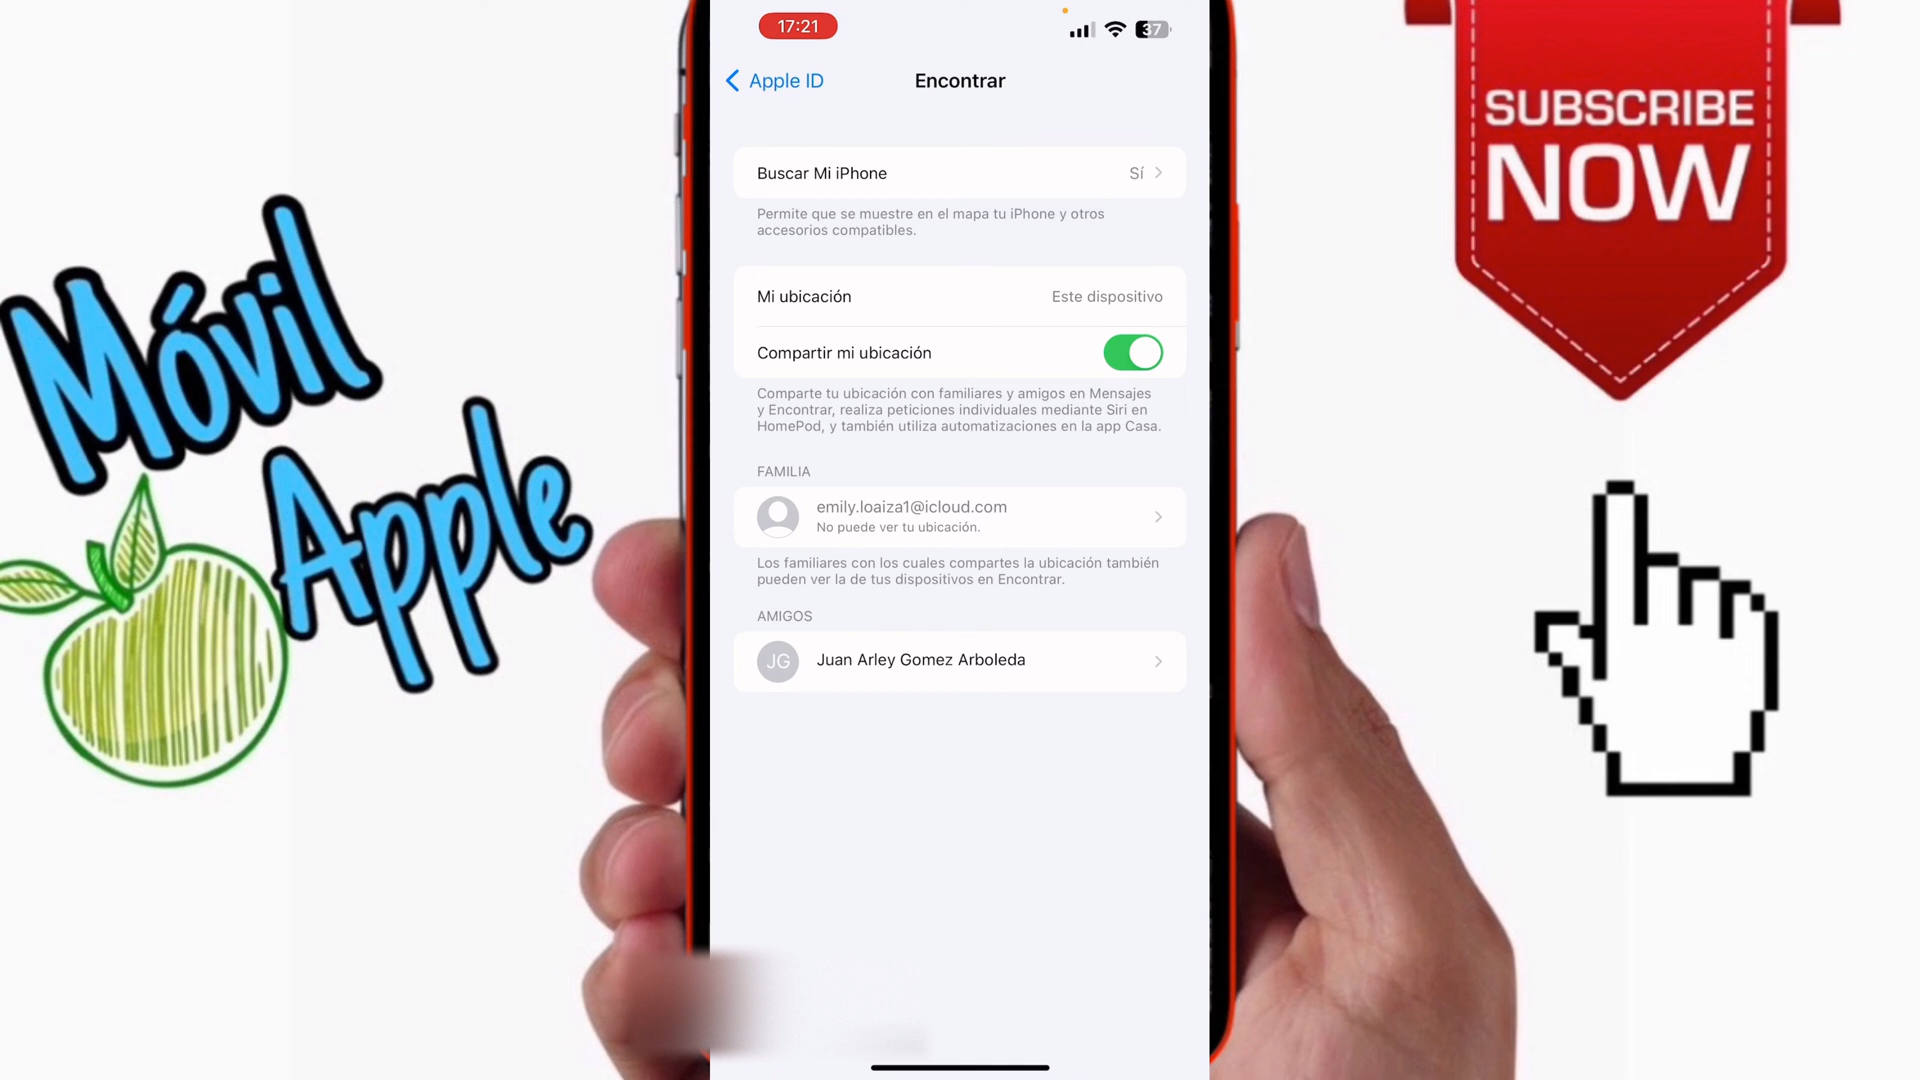 17:21
37
Apple ID
Encontrar
Buscar Mi iPhone
Sí
Permite que se muestre en el mapa tu iPhone y otros
accesorios compatibles.
Mi ubicación
Este dispositivo
Compartir mi ubicación
Comparte tu ubicación con familiares y amigos en Mensajes
y Encontrar, realiza peticiones individuales mediante Siri en
HomePod, y también utiliza automatizaciones en la app Casa.
FAMILIA
emily.loaiza1@icloud.com
No puede ver tu ubicación.
Los familiares con los cuales compartes la ubicación también
pueden ver la de tus dispositivos en Encontrar.
AMIGOS
JG
Juan Arley Gomez Arboleda
Móvil
Apple
SUBSCRIBE
NOW